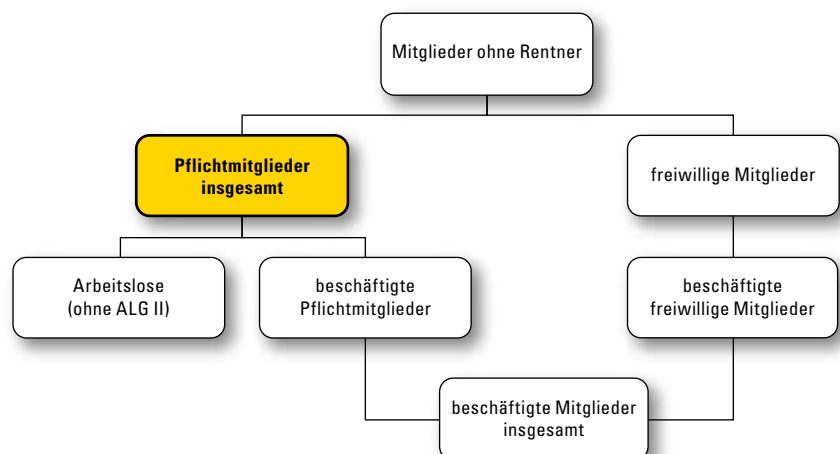 Mitglieder ohne Rentner
Pflichtmitglieder
insgesamt
freiwillige Mitglieder
Arbeitslose
(ohne ALG II)
beschäftigte
Pflichtmitglieder
beschäftigte
freiwillige Mitglieder
beschäftigte Mitglieder
insgesamt